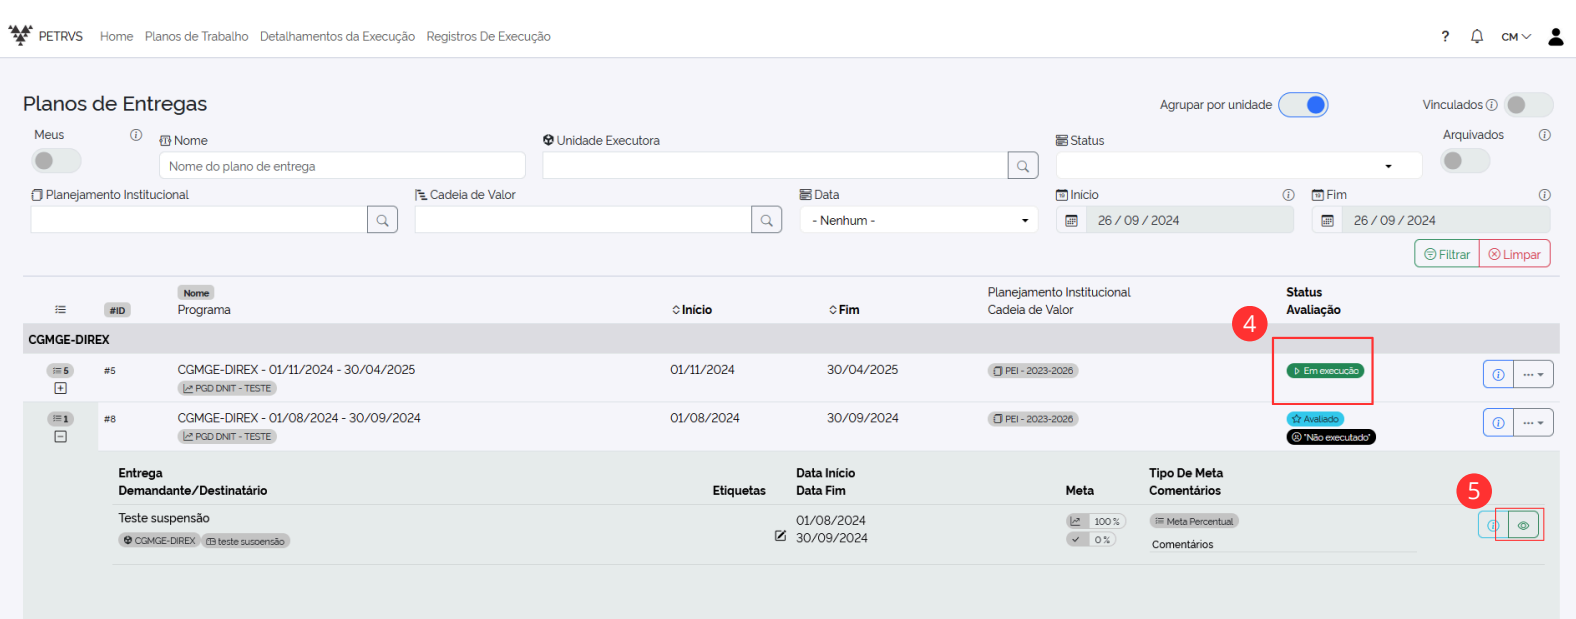 PETRVS Home Planos de Trabalho Detalhamentos da Execução Registros De Execução ? CM
Planos de Entregas Agrupar por unidade Vinculados
Meus Nome Unidade Executora Status Arquivados
Nome do plano de entrega
Planejamento Institucional Cadeia de Valor Data Início Fim
- Nenhum - 26 / 09 / 2024 26 / 09 / 2024
Filtrar Limpar
#ID Nome Início Fim Planejamento Institucional Status
Programa Cadeia de Valor Avaliação
4
CGMGE-DIREX
5 #5 CGMGE-DIREX - 01/11/2024 - 30/04/2025 01/11/2024 30/04/2025 PEI - 2023-2026 Em execução
PGD DNIT - TESTE
1 #8 CGMGE-DIREX - 01/08/2024 - 30/09/2024 01/08/2024 30/09/2024 PEI - 2023-2026 Avaliado
PGD DNIT - TESTE "Não executado"
Entrega Data Início Tipo De Meta
Demandante/Destinatário Etiquetas Data Fim Meta Comentários
5
Teste suspensão 01/08/2024 100 % Meta Percentual
CGMGE-DIREX teste susoensão 30/09/2024 0 % Comentários